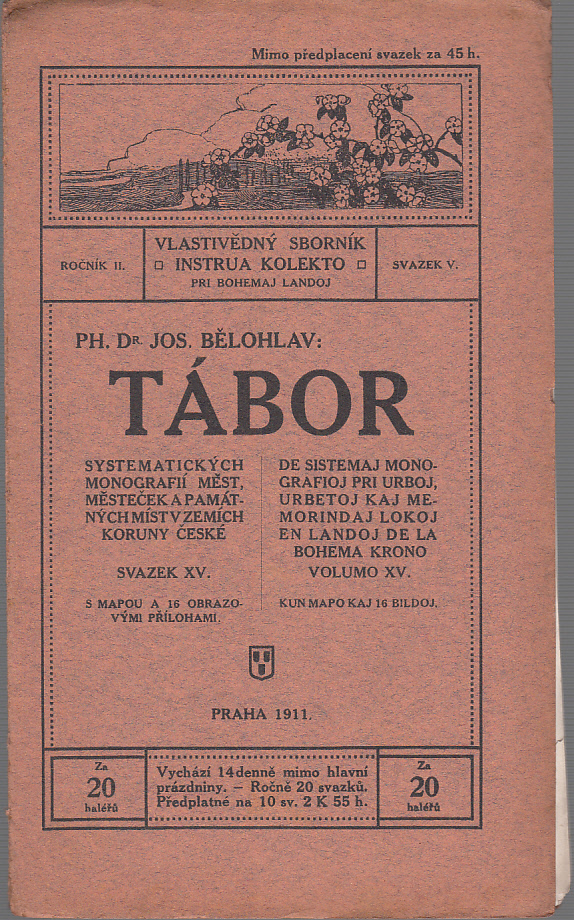 Mimo předplacení svazek za 45 h.
ROČNÍK II.
VLASTIVĚDNÝ SBORNÍK
INSTRUA KOLEKTO
PRI BOHEMAJ LANDOJ
SVAZEK V.
PH. DR. JOS. BĚLOHLAV:
TÁBOR
SYSTEMATICKÝCH
MONOGRAFIÍ MĚST,
MĚSTEČEK A PAMÁT-
NÝCH MÍST V ZEMÍCH
KORUNY ČESKÉ
SVAZEK XV.
S MAPOU A 16 OBRAZO-
VÝMI PŘÍLOHAMI.
DE SISTEMAJ MONO-
GRAFIOJ PRI URBOJ,
URBETOJ KAJ ME-
MORINDAJ LOKOJ
EN LANDOJ DE LA
BOHEMA KRONO
VOLUMO XV.
KUN MAPO KAJ 16 BILDOJ.
PRAHA 1911.
Za
20
haléřů
Vychází 14denně mimo hlavní
prázdniny. – Ročně 20 svazků.
Předplatné na 10 sv. 2 K 55 h.
Za
20
haléřů